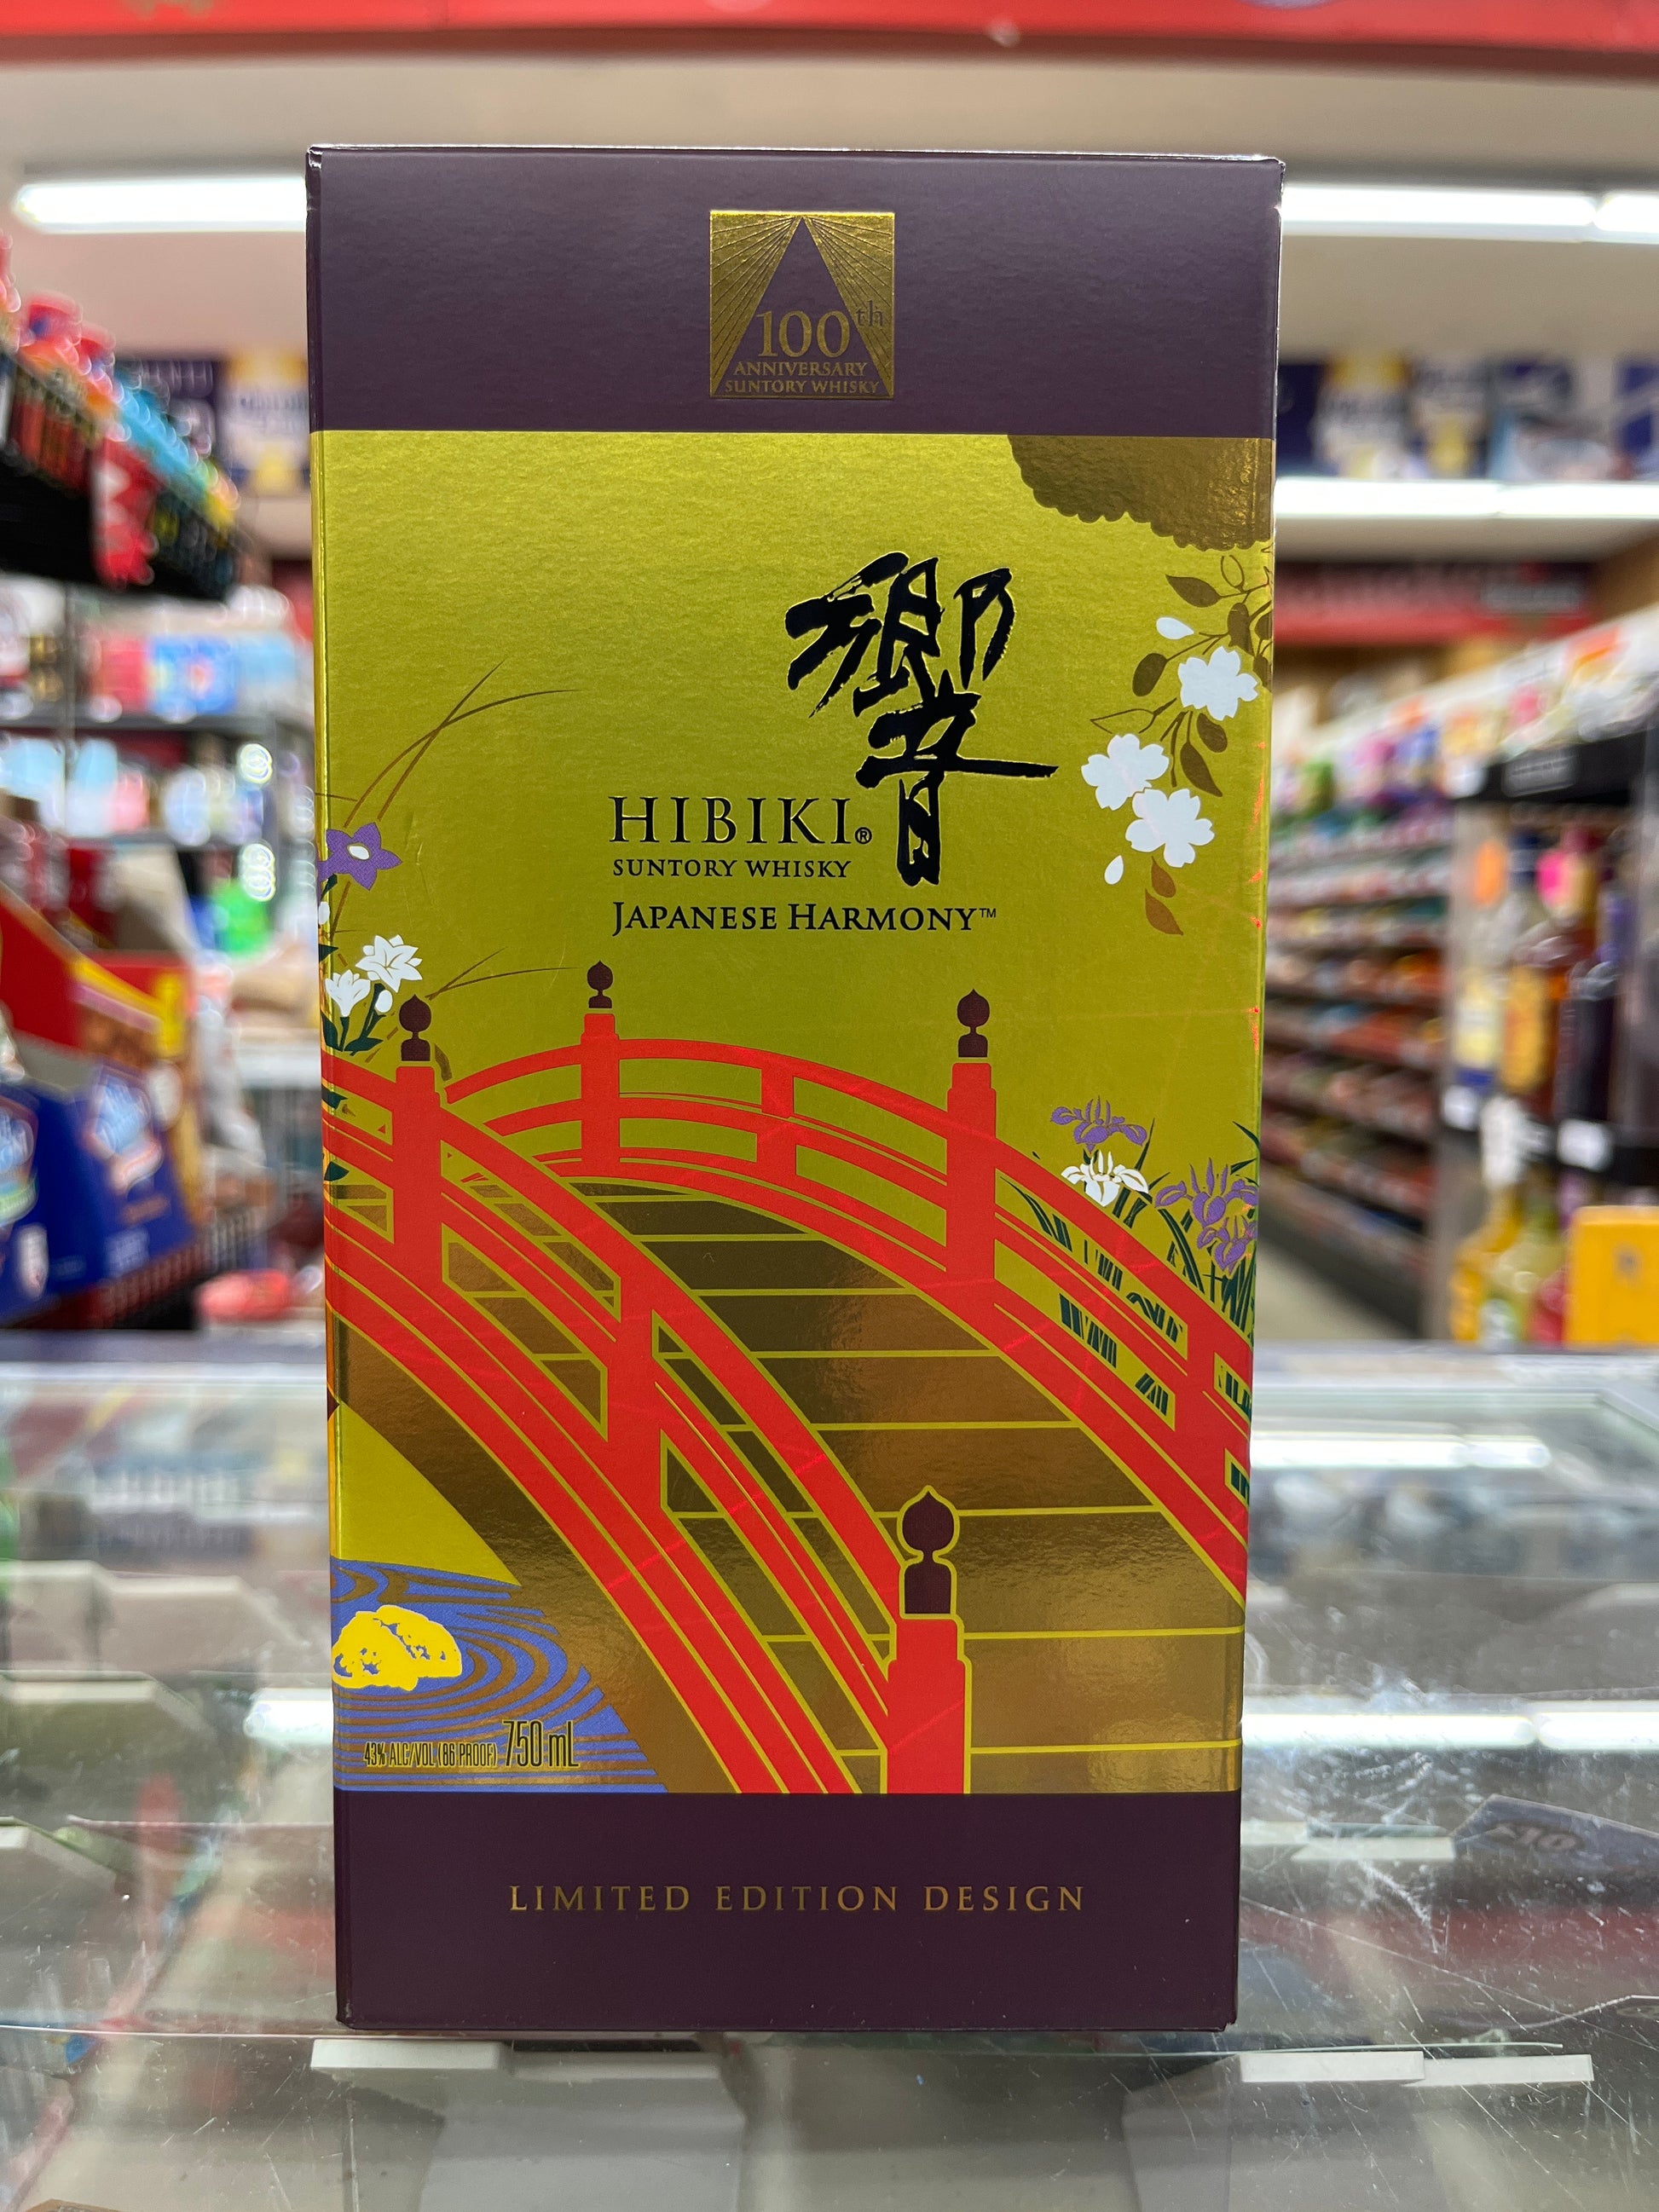 100th
ANNIVERSARY
SUNTORY WHISKY
響
HIBIKI®
SUNTORY WHISKY
JAPANESE HARMONY™
43% ALC/VOL (86 PROOF) 750 mL
LIMITED EDITION DESIGN